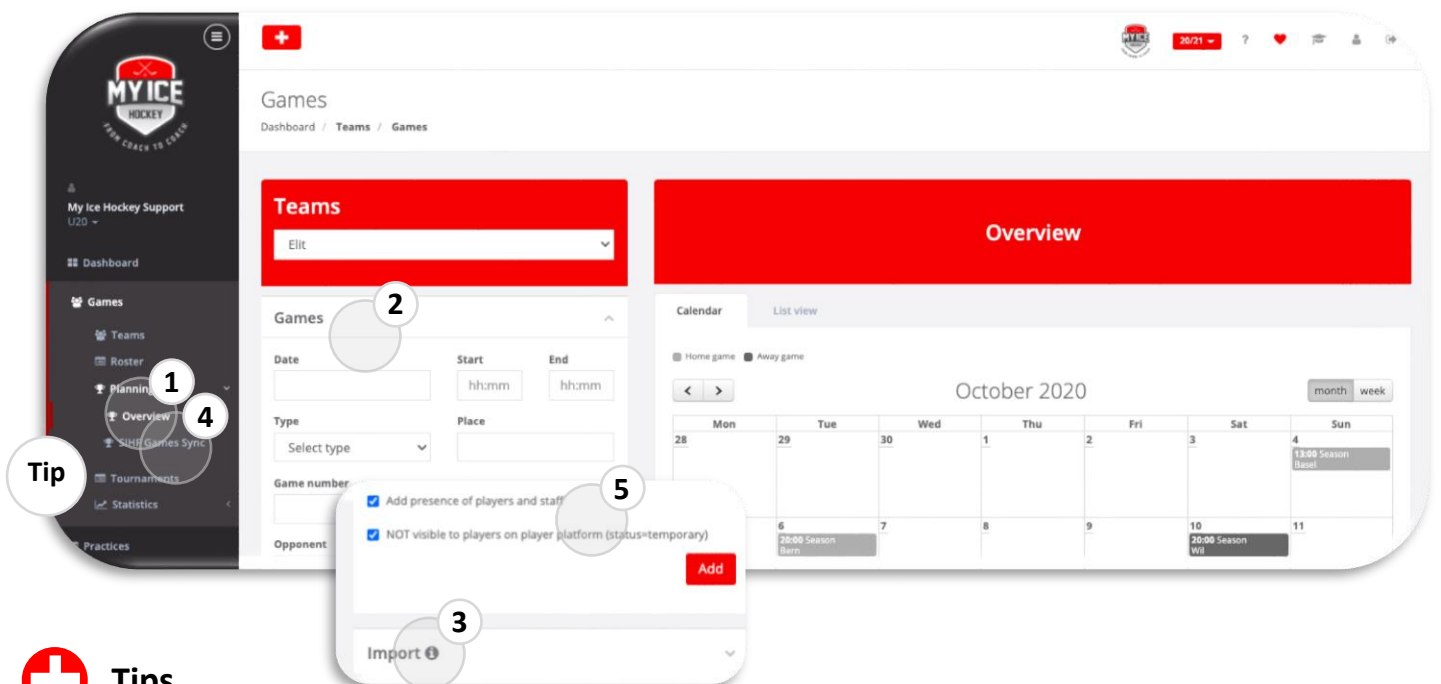 MY ICE
HOCKEY
FROM COACH TO COACH
MY ICE
20/21
?
Games
Dashboard / Teams / Games
My Ice Hockey Support
U20
Dashboard
Games
Teams
Roster
Planning
1
Overview
4
SIHF Games Sync
Tip
Tournaments
Statistics
Practices
Teams
Elit
Games
2
Date
Start
End
hh:mm
hh:mm
Type
Place
Select type
Game number
Opponent
Add presence of players and staff
5
NOT visible to players on player platform (status=temporary)
Add
3
Import
Overview
Calendar
List view
Home game
Away game
< >
October 2020
month week
Mon Tue Wed Thu Fri Sat Sun
28 29 30 1 2 3 4
13:00 Season
Basel
6 7 8 9 10 11
20:00 Season
Bern
20:00 Season
Wil
Tips